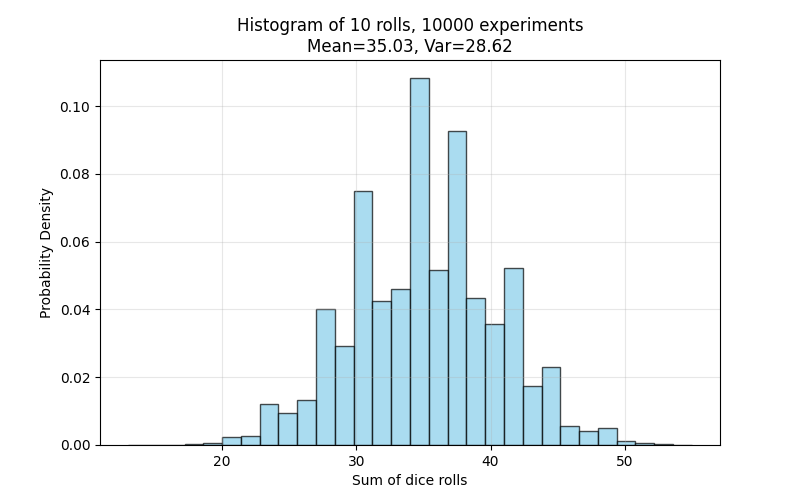 Histogram of 10 rolls, 10000 experiments
Mean=35.03, Var=28.62
Probability Density
0.10
0.08
0.06
0.04
0.02
0.00
20 30 40 50
Sum of dice rolls